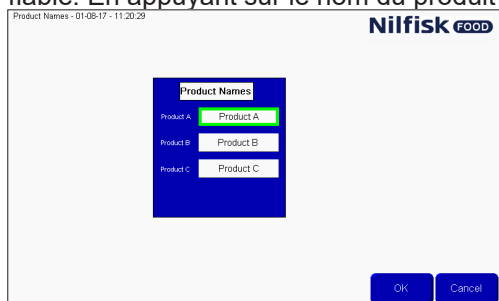 fiable. En appuyant sur le nom du produit
Product Names - 01-08-17 - 11:20:29
Nilfisk FOOD
Product Names
Product A Product A
Product B Product B
Product C Product C
OK Cancel